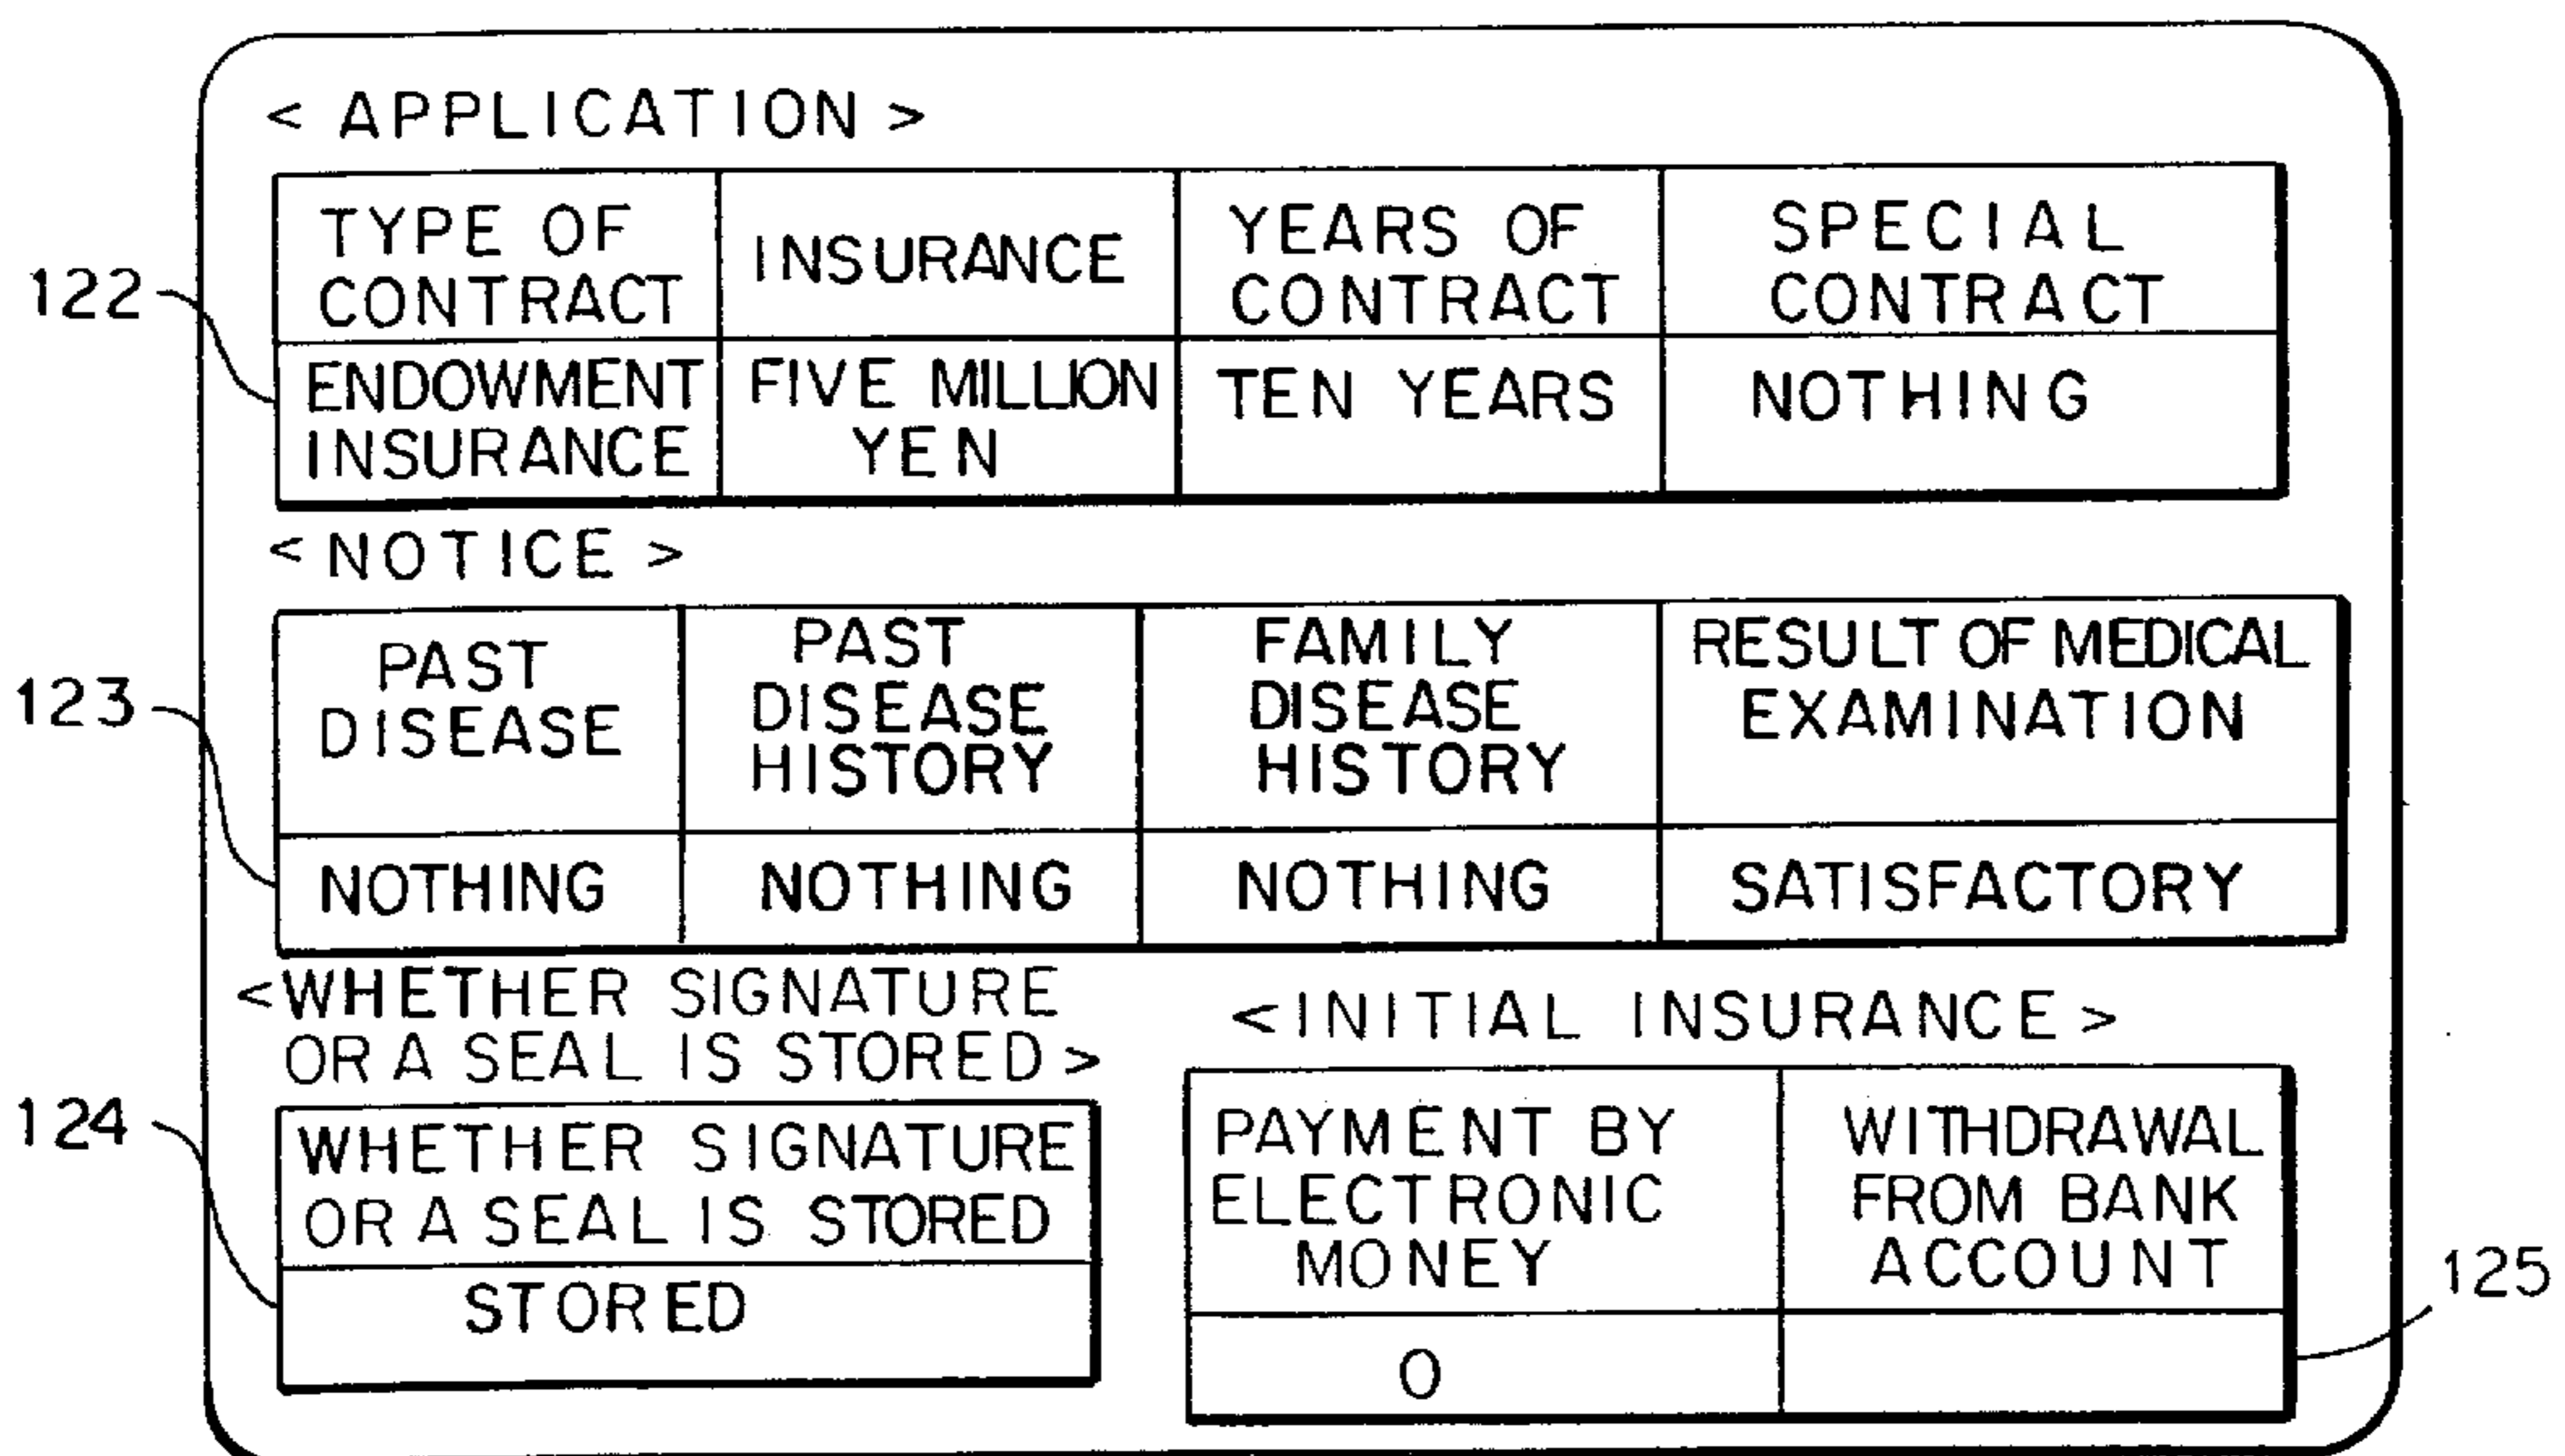 < APPLICATION >
TYPE OF CONTRACT INSURANCE YEARS OF CONTRACT SPECIAL CONTRACT
122
ENDOWMENT INSURANCE FIVE MILLION YEN TEN YEARS NOTHING
< NOTICE >
PAST DISEASE PAST DISEASE HISTORY FAMILY DISEASE HISTORY RESULT OF MEDICAL EXAMINATION
123
NOTHING NOTHING NOTHING SATISFACTORY
<WHETHER SIGNATURE
OR A SEAL IS STORED>
124
WHETHER SIGNATURE
OR A SEAL IS STORED
STORED
<INITIAL INSURANCE>
PAYMENT BY ELECTRONIC MONEY WITHDRAWAL FROM BANK ACCOUNT
O
125